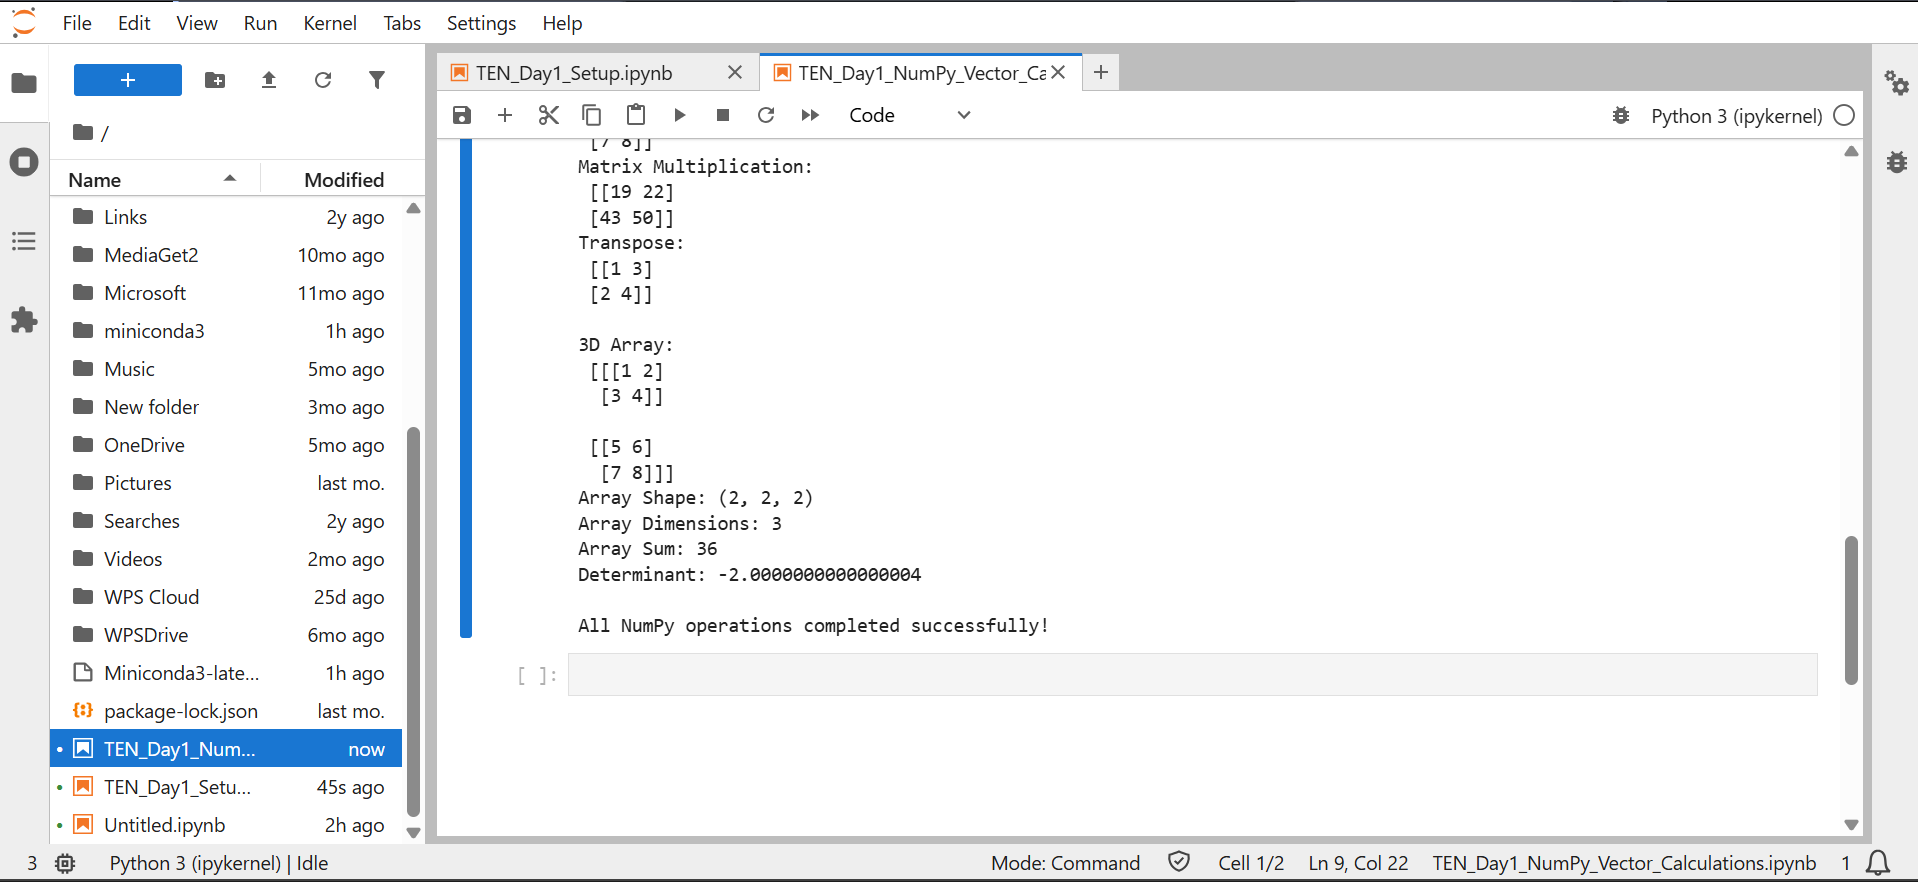 File Edit View Run Kernel Tabs Settings Help
+
/
Name Modified
Links 2y ago
MediaGet2 10mo ago
Microsoft 11mo ago
miniconda3 1h ago
Music 5mo ago
New folder 3mo ago
OneDrive 5mo ago
Pictures last mo.
Searches 2y ago
Videos 2mo ago
WPS Cloud 25d ago
WPSDrive 6mo ago
Miniconda3-late... 1h ago
package-lock.json last mo.
TEN_Day1_Num... now
TEN_Day1_Setu... 45s ago
Untitled.ipynb 2h ago
TEN_Day1_Setup.ipynb TEN_Day1_NumPy_Vector_Ca
Code Python 3 (ipykernel)
[7 8]]
Matrix Multiplication:
[[19 22]
[43 50]]
Transpose:
[[1 3]
[2 4]]
3D Array:
[[[1 2]
[3 4]]
[[5 6]
[7 8]]]
Array Shape: (2, 2, 2)
Array Dimensions: 3
Array Sum: 36
Determinant: -2.0000000000000004
All NumPy operations completed successfully!
[ ]:
3 Python 3 (ipykernel) | Idle Mode: Command Cell 1/2 Ln 9, Col 22 TEN_Day1_NumPy_Vector_Calculations.ipynb 1